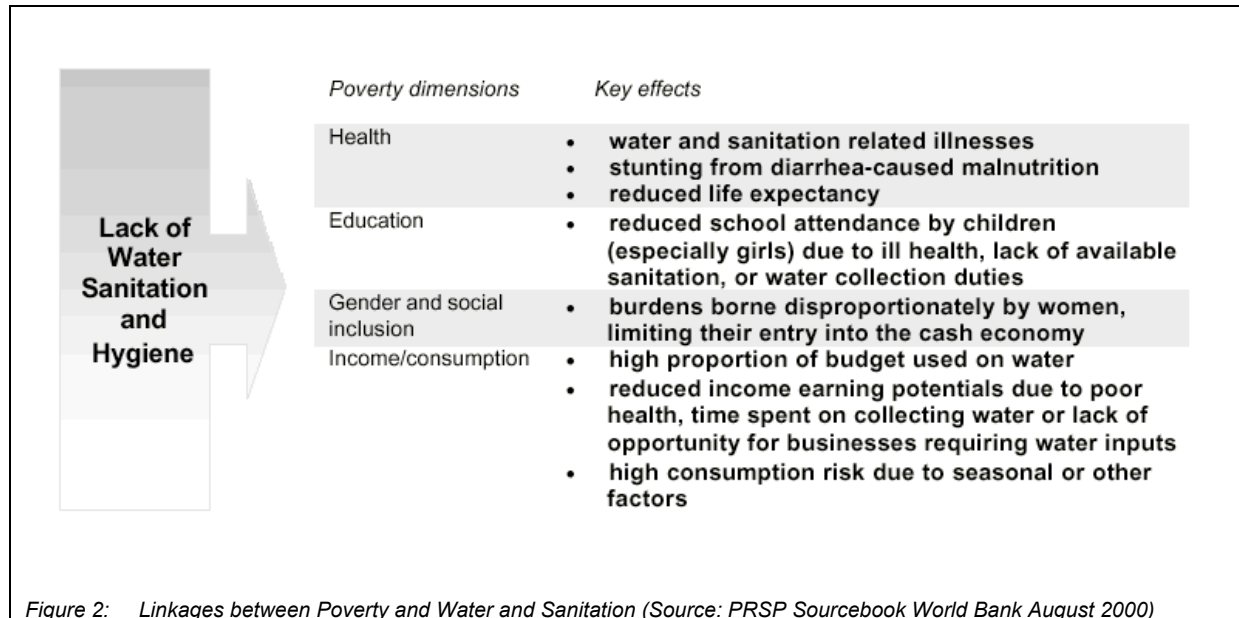 Lack of
Water
Sanitation
and
Hygiene
Poverty dimensions Key effects
Health
• water and sanitation related illnesses
• stunting from diarrhea-caused malnutrition
• reduced life expectancy
Education
• reduced school attendance by children
(especially girls) due to ill health, lack of available
sanitation, or water collection duties
Gender and social
inclusion
• burdens borne disproportionately by women,
limiting their entry into the cash economy
Income/consumption
• high proportion of budget used on water
• reduced income earning potentials due to poor
health, time spent on collecting water or lack of
opportunity for businesses requiring water inputs
• high consumption risk due to seasonal or other
factors
Figure 2: Linkages between Poverty and Water and Sanitation (Source: PRSP Sourcebook World Bank August 2000)